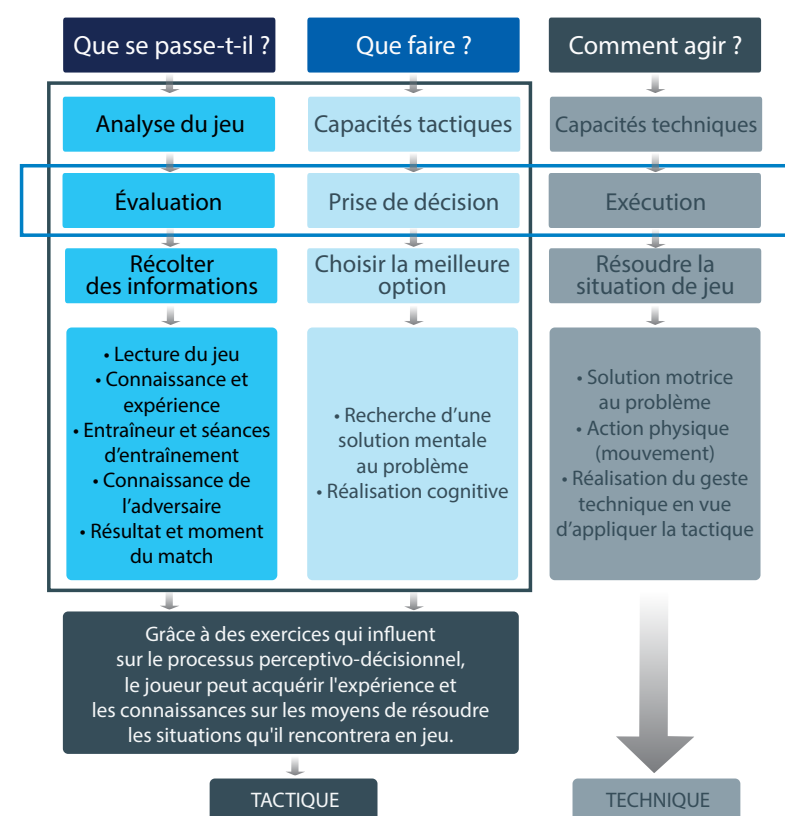 Que se passe-t-il ?
Que faire ?
Comment agir ?
Analyse du jeu
Capacités tactiques
Capacités techniques
Évaluation
Prise de décision
Exécution
Récolter
des informations
Choisir la meilleure
option
Résoudre la
situation de jeu
• Lecture du jeu
• Connaissance et
expérience
• Entraîneur et séances
d’entraînement
• Connaissance de
l’adversaire
• Résultat et moment
du match
• Recherche d’une
solution mentale
au problème
• Réalisation cognitive
• Solution motrice
au problème
• Action physique
(mouvement)
• Réalisation du geste
technique en vue
d’appliquer la tactique
Grâce à des exercices qui influent
sur le processus perceptivo-décisionnel,
le joueur peut acquérir l'expérience et
les connaissances sur les moyens de résoudre
les situations qu'il rencontrera en jeu.
TACTIQUE
TECHNIQUE